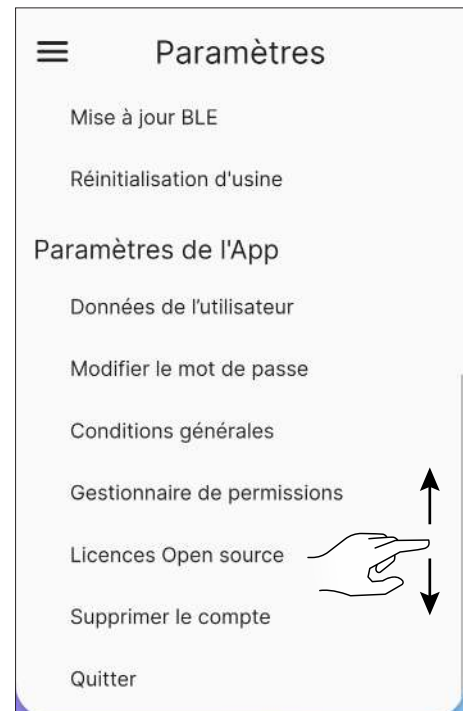 Paramètres
Mise à jour BLE
Réinitialisation d'usine
Paramètres de l'App
Données de l’utilisateur
Modifier le mot de passe
Conditions générales
Gestionnaire de permissions
Licences Open source
Supprimer le compte
Quitter